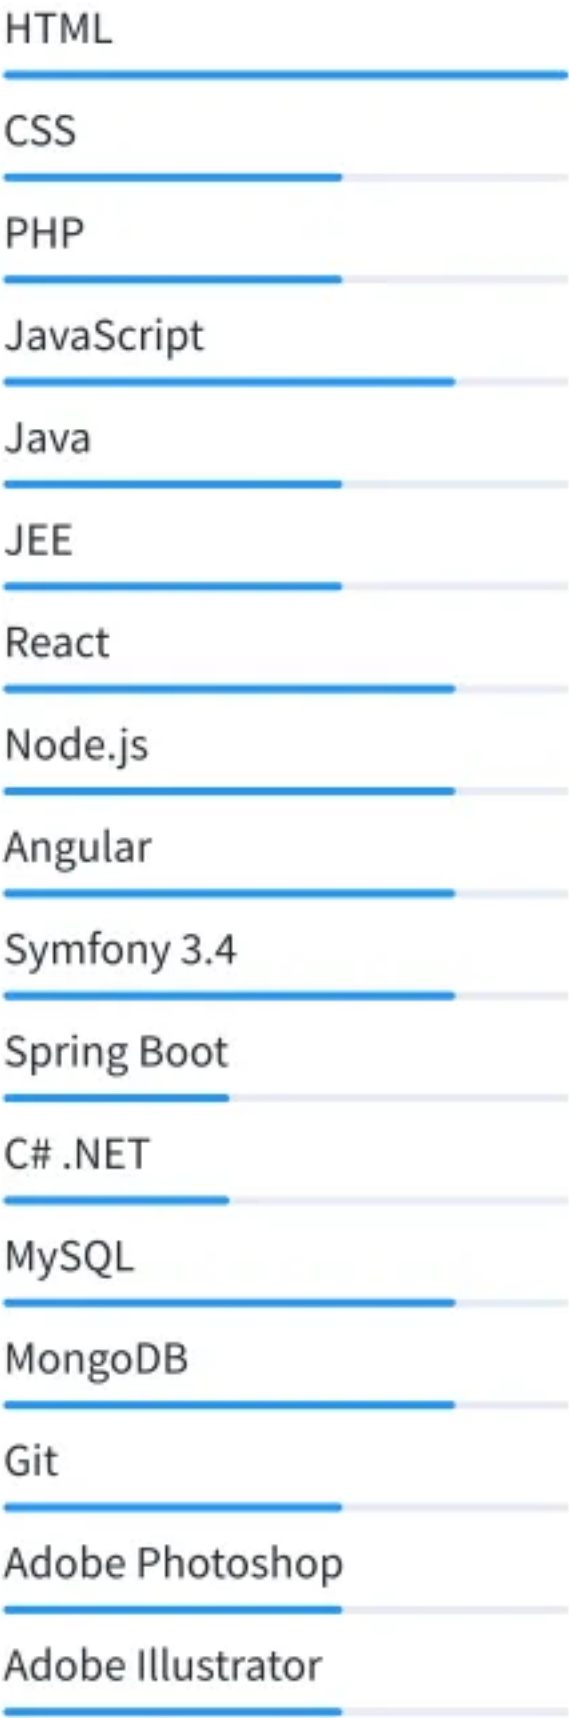 HTML
CSS
PHP
JavaScript
Java
JEE
React
Node.js
Angular
Symfony 3.4
Spring Boot
C# .NET
MySQL
MongoDB
Git
Adobe Photoshop
Adobe Illustrator